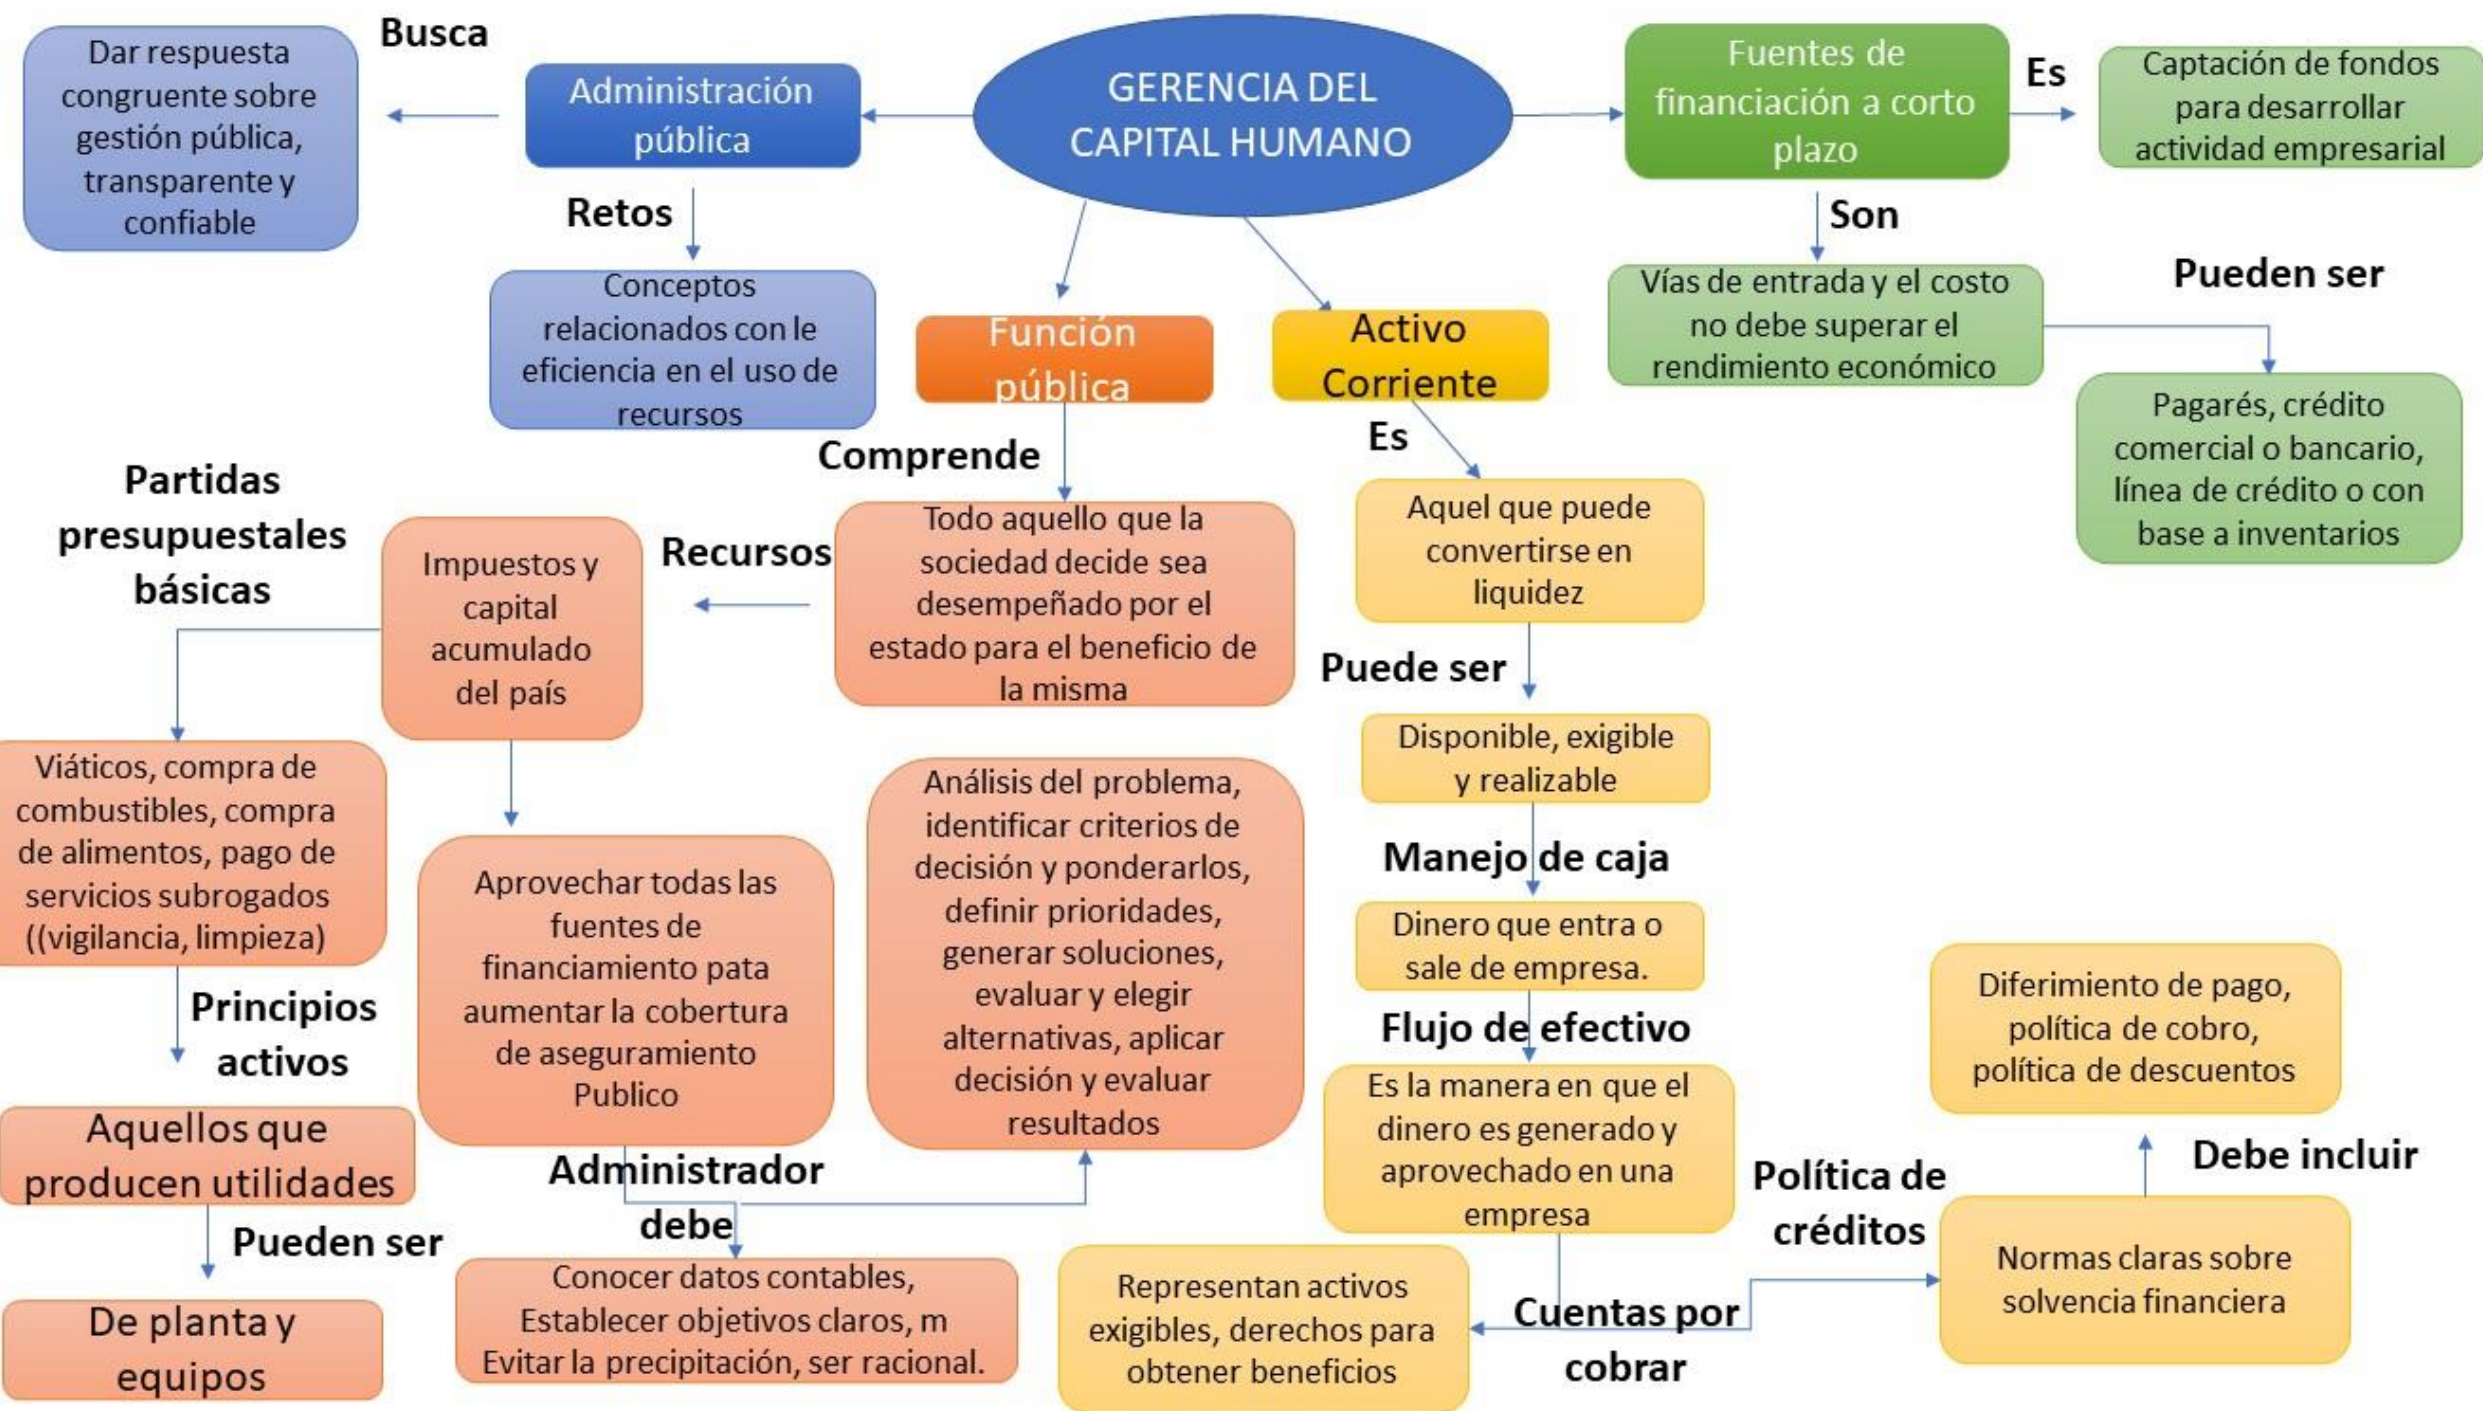 GERENCIA DEL
CAPITAL HUMANO
Administración
pública
Busca
Dar respuesta
congruente sobre
gestión pública,
transparente y
confiable
Retos
Conceptos
relacionados con le
eficiencia en el uso de
recursos
Función
pública
Comprende
Todo aquello que la
sociedad decide sea
desempeñado por el
estado para el beneficio de
la misma
Recursos
Impuestos y
capital
acumulado
del país
Partidas
presupuestales
básicas
Viáticos, compra de
combustibles, compra
de alimentos, pago de
servicios subrogados
((vigilancia, limpieza)
Principios
activos
Aquellos que
producen utilidades
Pueden ser
De planta y
equipos
Aprovechar todas las
fuentes de
financiamiento pata
aumentar la cobertura
de aseguramiento
Publico
Administrador
debe
Conocer datos contables,
Establecer objetivos claros, m
Evitar la precipitación, ser racional.
Análisis del problema,
identificar criterios de
decisión y ponderarlos,
definir prioridades,
generar soluciones,
evaluar y elegir
alternativas, aplicar
decisión y evaluar
resultados
Activo
Corriente
Es
Aquel que puede
convertirse en
liquidez
Puede ser
Disponible, exigible
y realizable
Manejo de caja
Dinero que entra o
sale de empresa.
Flujo de efectivo
Es la manera en que el
dinero es generado y
aprovechado en una
empresa
Cuentas por
cobrar
Representan activos
exigibles, derechos para
obtener beneficios
Política de
créditos
Normas claras sobre
solvencia financiera
Debe incluir
Diferimiento de pago,
política de cobro,
política de descuentos
Fuentes de
financiación a corto
plazo
Es
Captación de fondos
para desarrollar
actividad empresarial
Son
Vías de entrada y el costo
no debe superar el
rendimiento económico
Pueden ser
Pagarés, crédito
comercial o bancario,
línea de crédito o con
base a inventarios